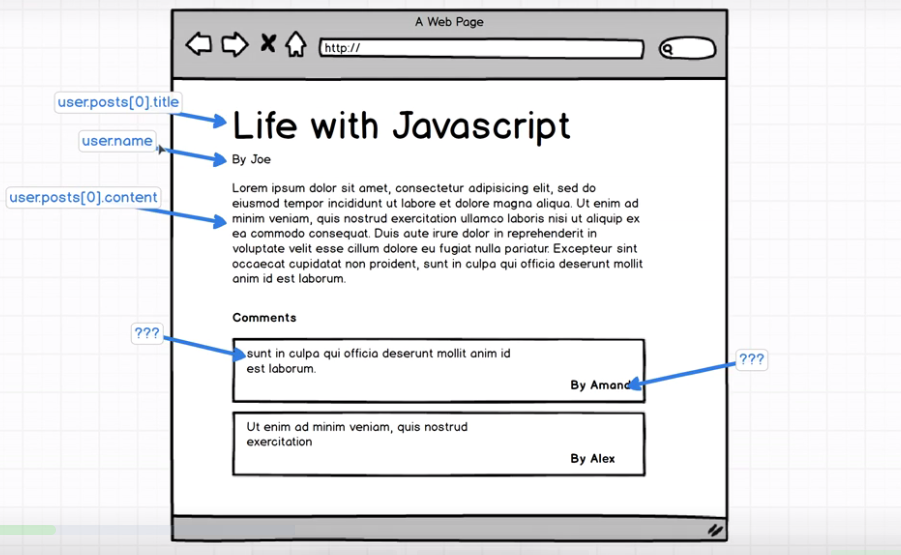 A Web Page
http://
user.posts[0].title
Life with Javascript
user.name
By Joe
user.posts[0].content
Lorem ipsum dolor sit amet, consectetur adipisicing elit, sed do
eiusmod tempor incididunt ut labore et dolore magna aliqua. Ut enim ad
minim veniam, quis nostrud exercitation ullamco laboris nisi ut aliquip ex
ea commodo consequat. Duis aute irure dolor in reprehenderit in
voluptate velit esse cillum dolore eu fugiat nulla pariatur. Excepteur sint
occaecat cupidatat non proident, sunt in culpa qui officia deserunt mollit
anim id est laborum.
Comments
???
sunt in culpa qui officia deserunt mollit anim id
est laborum.
By Amand
???
Ut enim ad minim veniam, quis nostrud
exercitation
By Alex